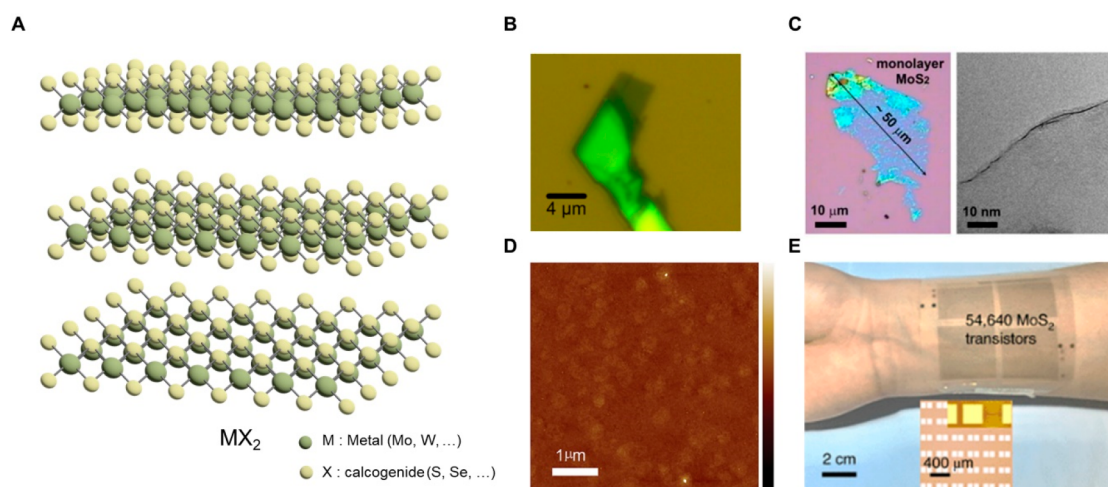 A
MX₂
M : Metal (Mo, W, ...)
X : calcogenide (S, Se, ...)
B
4 µm
C
monolayer
MoS₂
~ 50 µm
10 µm
10 nm
D
1µm
E
54,640 MoS₂
transistors
2 cm
400 µm